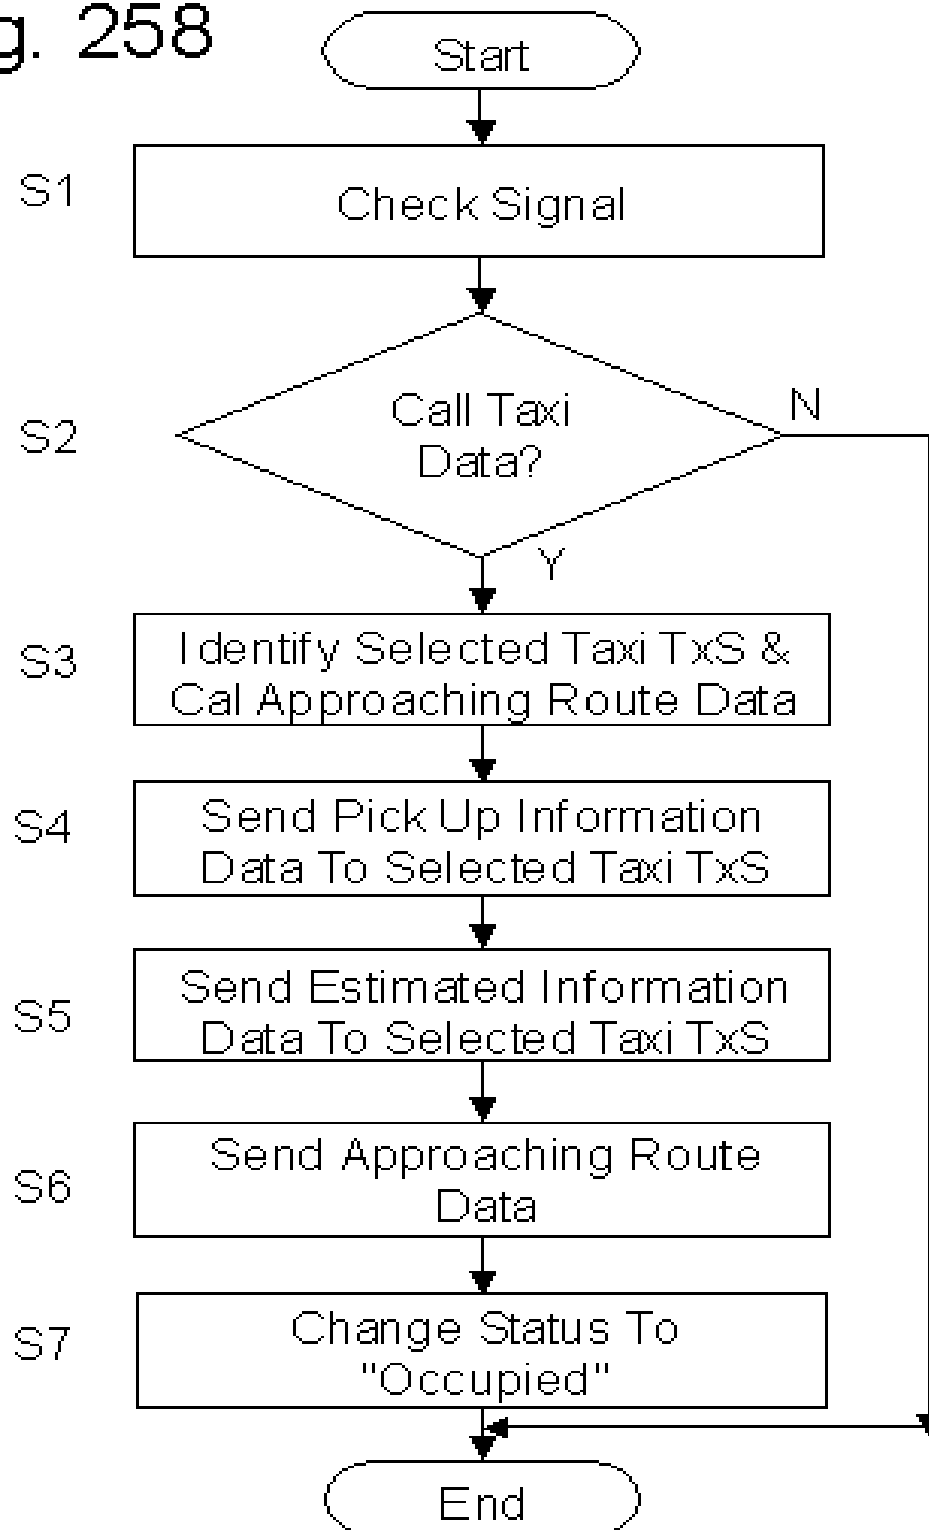 g. 258
Start
S1
Check Signal
S2
Call Taxi
Data?
N
Y
S3
Identify Selected Taxi TxS &
Cal Approaching Route Data
S4
Send Pick Up Information
Data To Selected Taxi TxS
S5
Send Estimated Information
Data To Selected Taxi TxS
S6
Send Approaching Route
Data
S7
Change Status To
"Occupied"
End